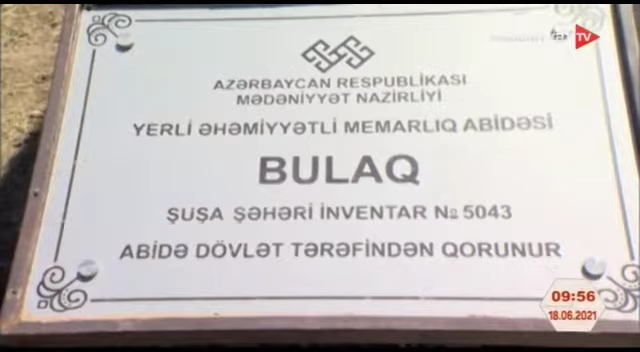 TV
AZƏRBAYCAN RESPUBLİKASI
MƏDƏNİYYƏT NAZİRLİYİ
YERLİ ƏHƏMİYYƏTLİ MEMARLIQ ABİDƏSİ
BULAQ
ŞUŞA ŞƏHƏRİ İNVENTAR № 5043
ABİDƏ DÖVLƏT TƏRƏFİNDƏN QORUNUR
09:56
18.06.2021